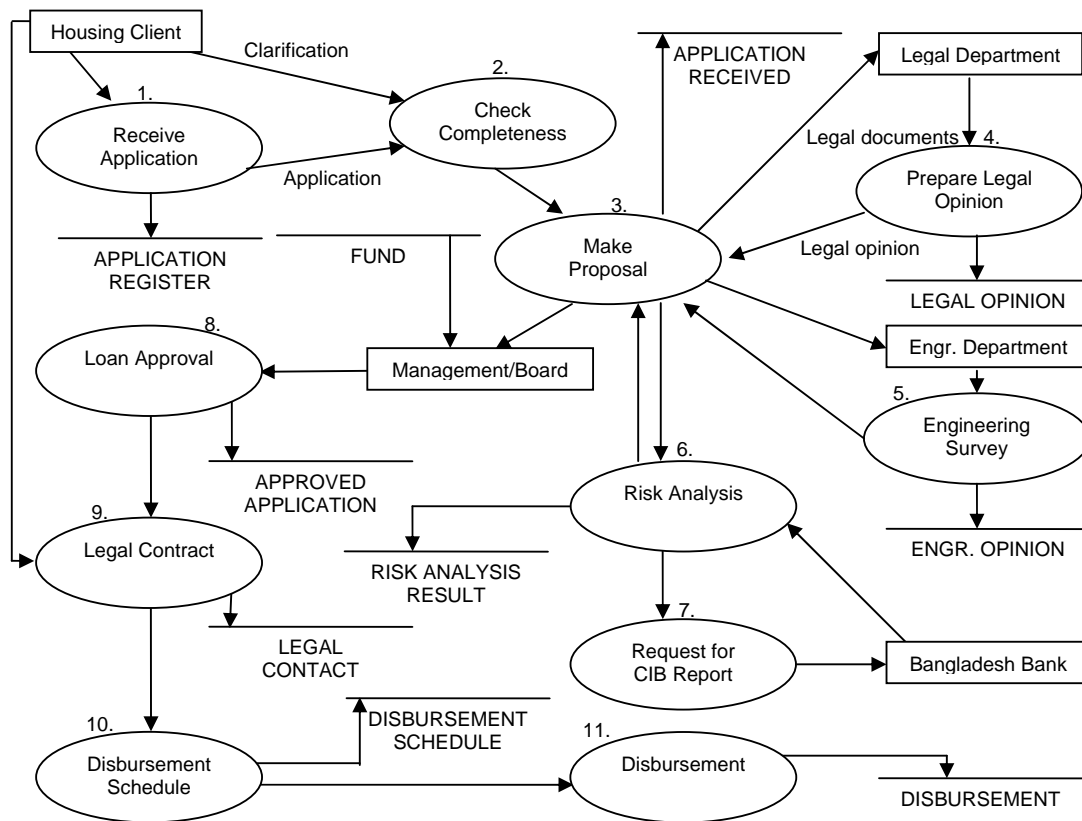 Housing Client
Clarification
APPLICATION
RECEIVED
Legal Department
1.
Receive
Application
2.
Check
Completeness
Application
Legal documents
4.
Prepare Legal
Opinion
APPLICATION
REGISTER
FUND
3.
Make
Proposal
Legal opinion
LEGAL OPINION
8.
Loan Approval
Management/Board
Engr. Department
5.
Engineering
Survey
APPROVED
APPLICATION
6.
Risk Analysis
ENGR. OPINION
9.
Legal Contract
RISK ANALYSIS
RESULT
LEGAL
CONTACT
7.
Request for
CIB Report
Bangladesh Bank
10.
Disbursement
Schedule
DISBURSEMENT
SCHEDULE
11.
Disbursement
DISBURSEMENT